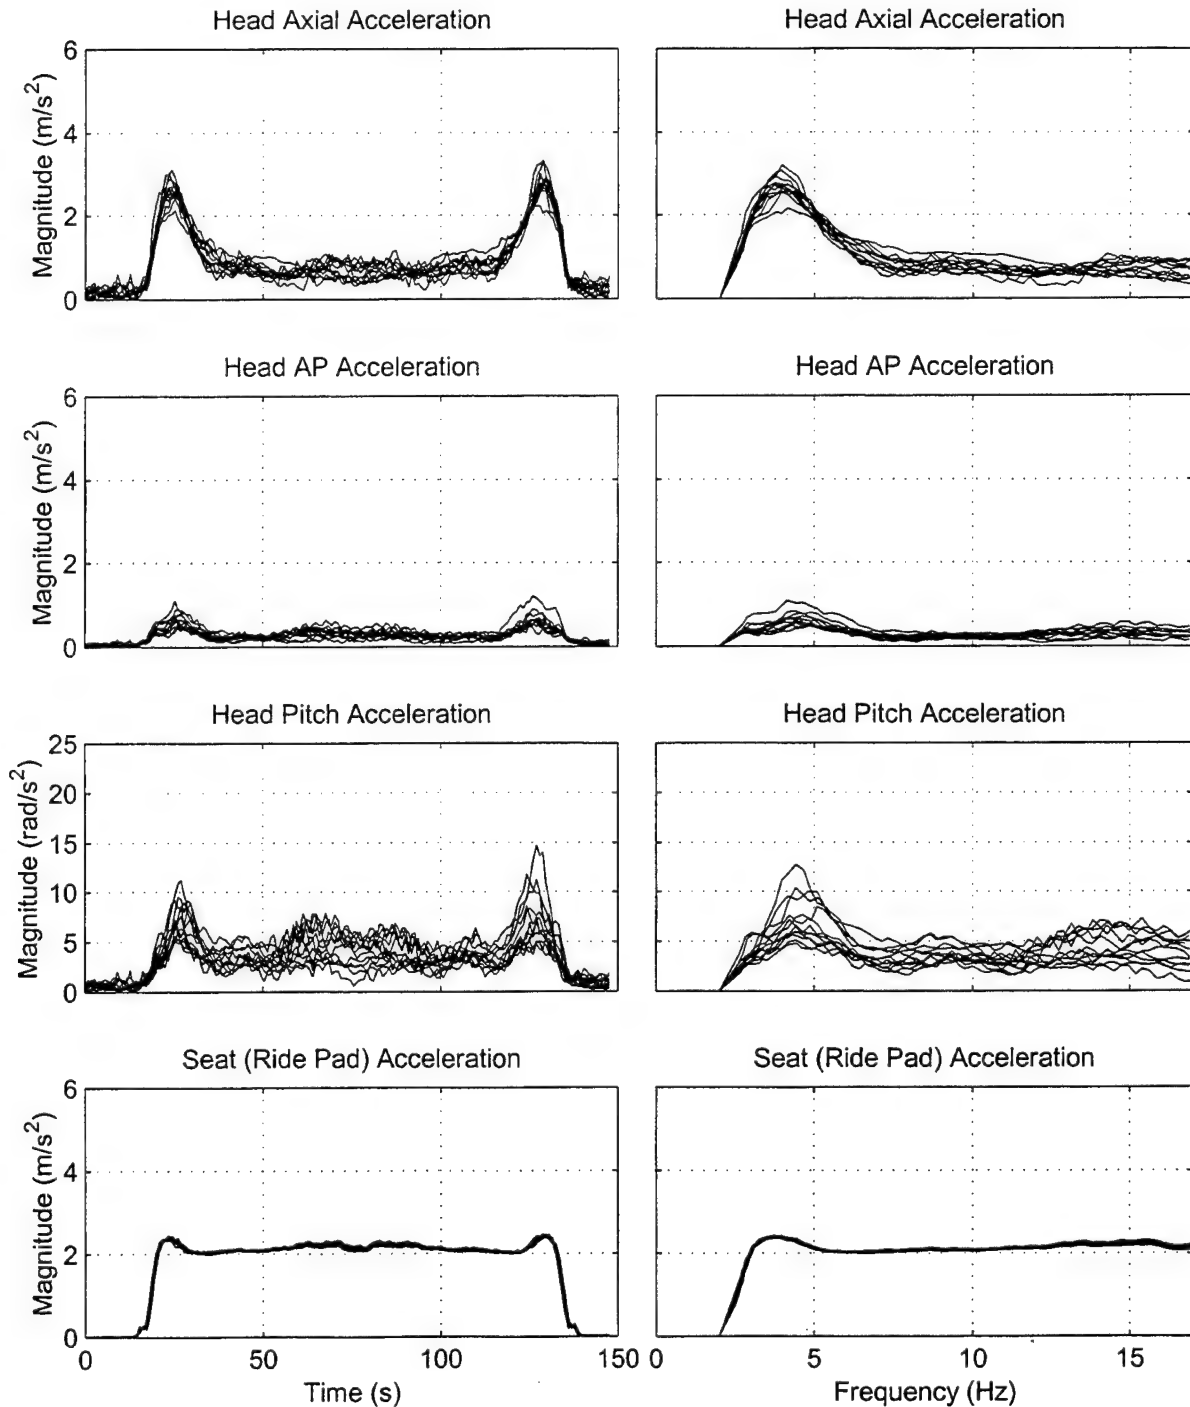 Head Axial Acceleration
Head Axial Acceleration
6
4
2
0
Magnitude (m/s2)
Head AP Acceleration
Head AP Acceleration
6
4
2
0
Magnitude (m/s2)
Head Pitch Acceleration
Head Pitch Acceleration
25
20
15
10
5
0
Magnitude (rad/s2)
Seat (Ride Pad) Acceleration
Seat (Ride Pad) Acceleration
6
4
2
0
Magnitude (m/s2)
0 50 100 150 0 5 10 15
Time (s) Frequency (Hz)